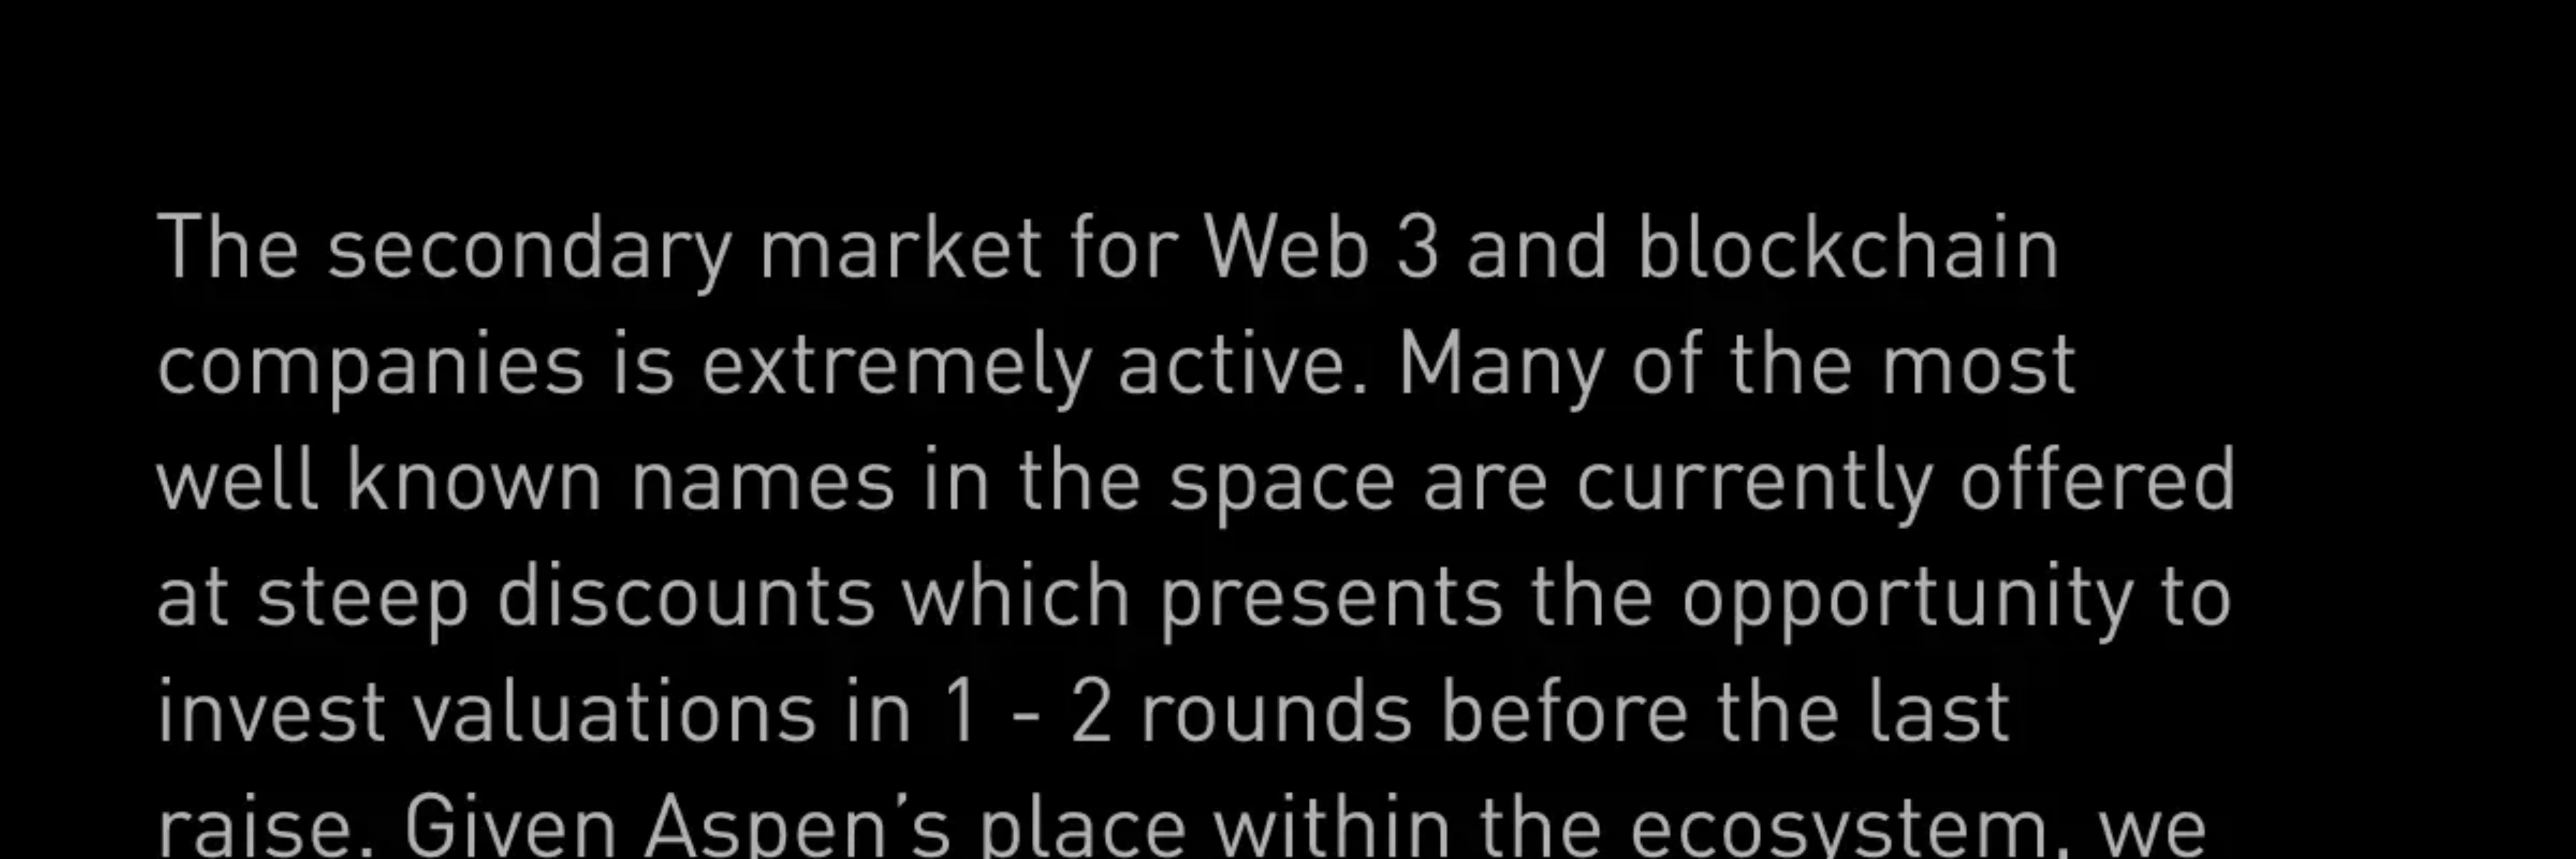 The secondary market for Web 3 and blockchain
companies is extremely active. Many of the most
well known names in the space are currently offered
at steep discounts which presents the opportunity to
invest valuations in 1 - 2 rounds before the last
raise. Given Aspen’s place within the ecosystem, we